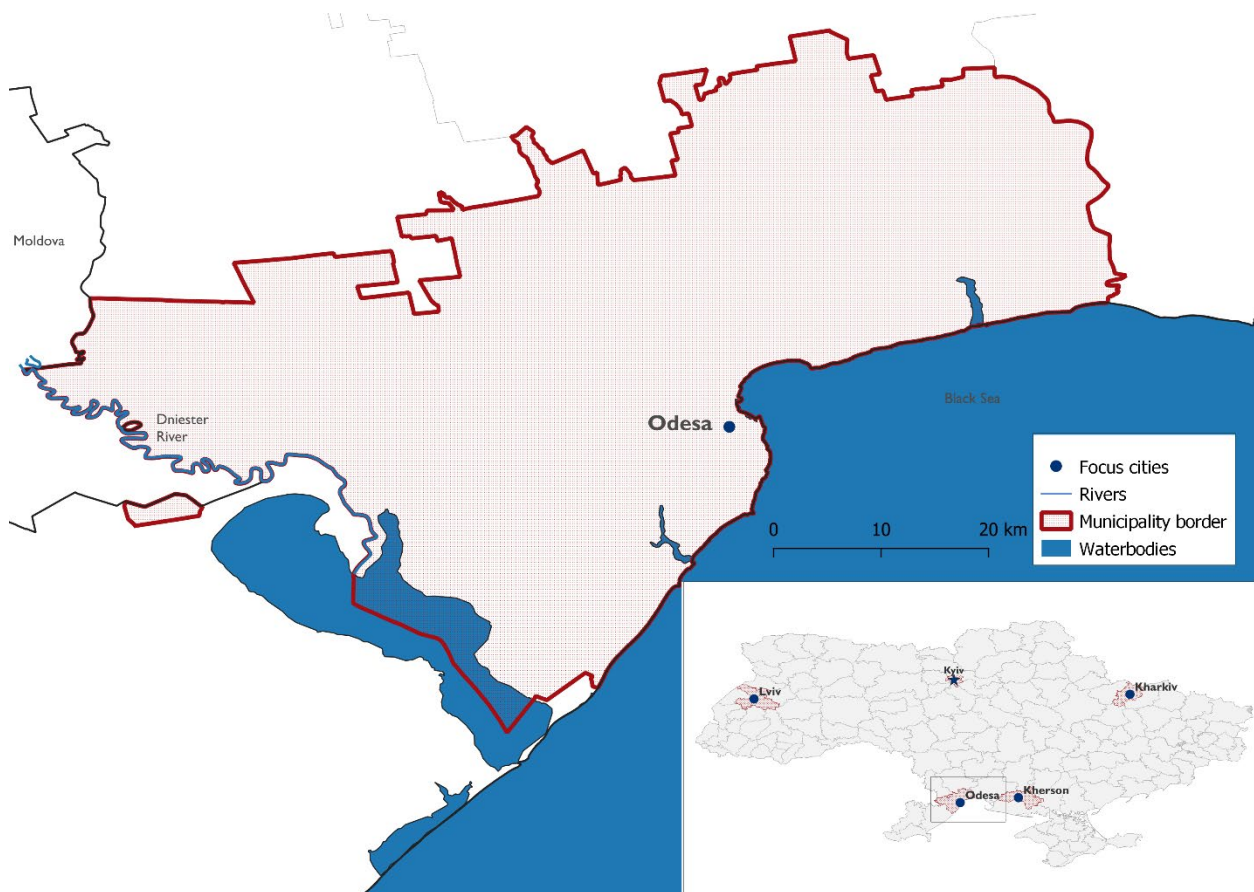 Moldova
Dniester
River
Odesa
Black Sea
Focus cities
Rivers
Municipality border
Waterbodies
0 10 20 km
Kyiv
Lviv
Kharkiv
Odesa
Kherson